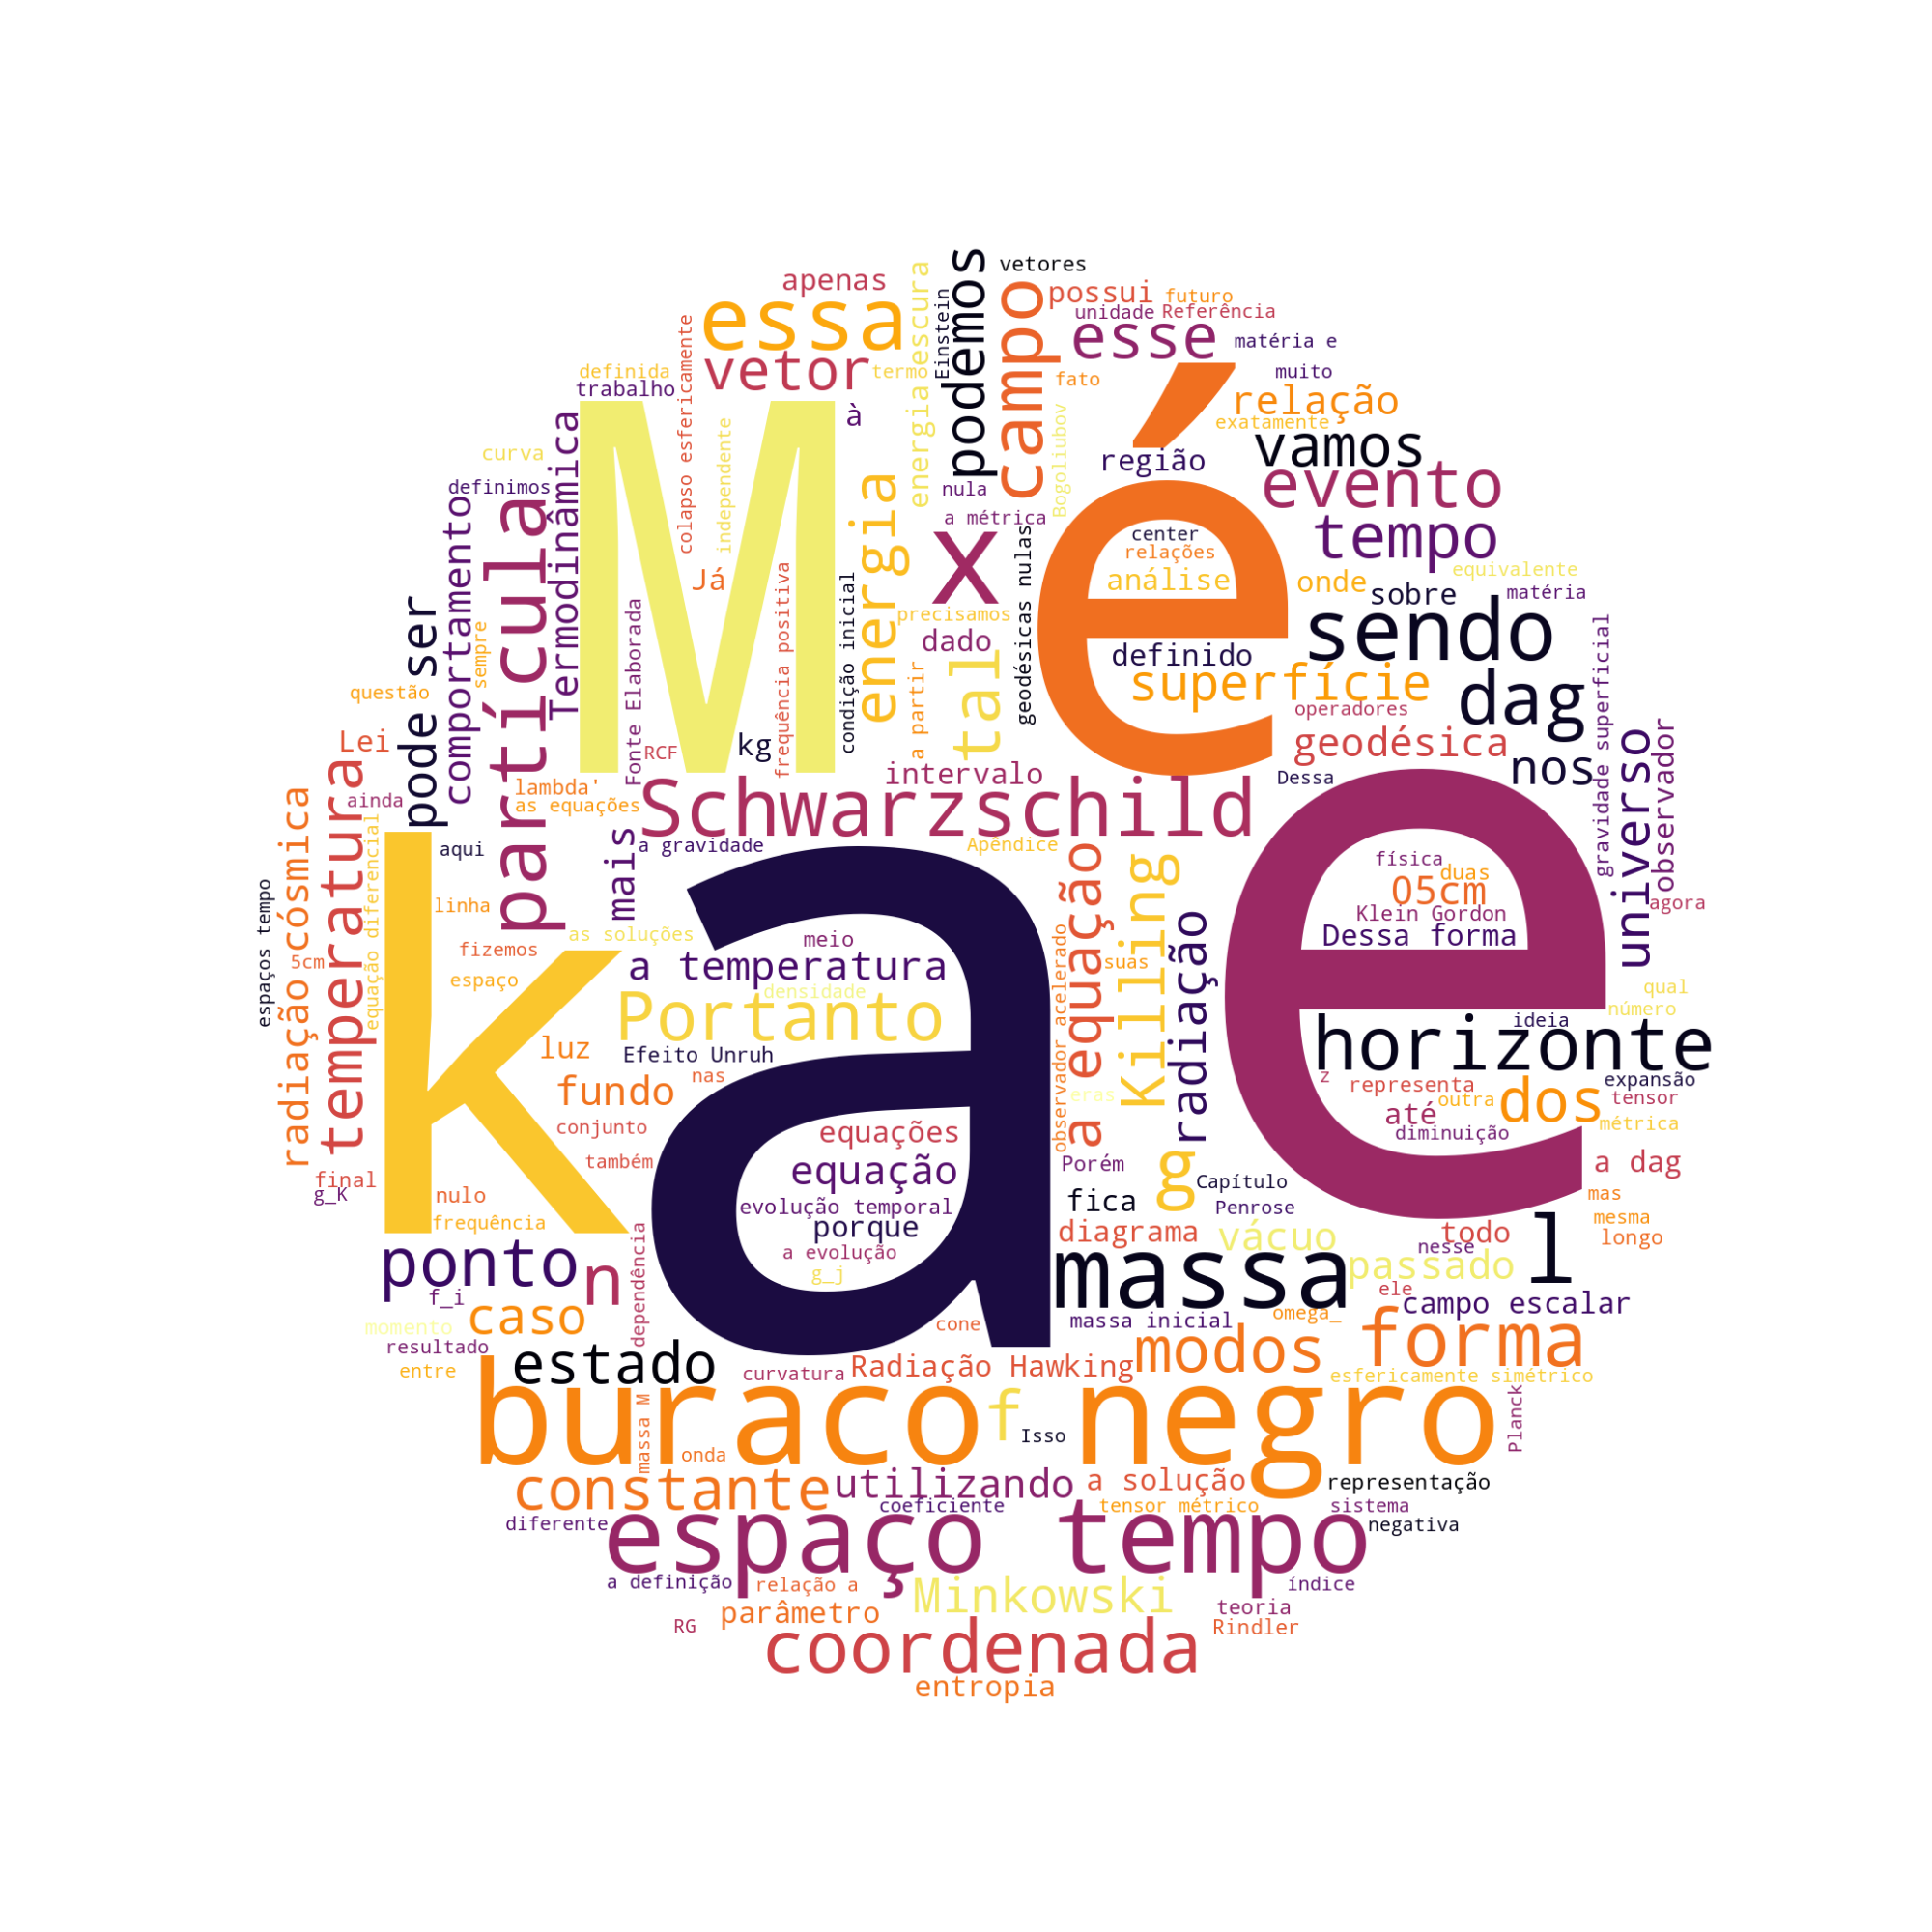 vetores
apenas
possui
futuro
essa
energia escura
Einstein
podemos
campo
unidade
Referência
esse
matéria e
vetor
termo
definida
trabalho
colapso esfericamente
fato
muito
relação
exatamente
à
M
é
vamos
independente
Bogoliubov
região
curva
definimos
Termodinâmica
partícula
comportamento
energia
nula
a métrica
evento
tempo
x
center
relações
análise
equivalente
Já
frequência positiva
condição inicial
geodésicas nulas
onde
sobre
matéria
pode ser
sempre
Fonte Elaborada
precisamos
dado
tal
definido
sendo
gravidade superficial
questão
a partir
superfície
dag
operadores
Lei
RCF
kg
geodésica
universo
observador
nos
intervalo
Dessa
lambda'
as equações
Schwarzschild
radiação cósmica
temperatura
ainda
equação diferencial
k
aqui
mais
a gravidade
Apêndice
a
a equação
Killing
e
física
duas
05cm
Klein Gordon
Dessa forma
agora
espaços tempo
linha
as soluções
meio
fizemos
5cm
a temperatura
suas
observador acelerado
radiação
espaço
densidade
Portanto
qual
número
ideia
horizonte
luz
Efeito Unruh
nas
fundo
eras
z
representa
expansão
tensor
outra
dos
até
métrica
conjunto
equações
diminuição
também
equação
Porém
g
a dag
final
g_K
nulo
evolução temporal
fica
Capítulo
Penrose
mas
mesma
frequência
porque
diagrama
vácuo
todo
longo
dependência
a evolução
nesse
ponto
n
g_j
massa
passado
l
f_i
ele
campo escalar
caso
momento
cone
massa inicial
omega_
resultado
estado
modos
forma
entre
curvatura
Radiação Hawking
esfericamente simétrico
buraco negro
massa M
f
Planck
Isso
onda
constante
utilizando
a solução
representação
coeficiente
tensor métrico
sistema
diferente
negativa
espaço tempo
a definição
relação a
índice
Minkowski
parâmetro
teoria
RG
Rindler
coordenada
entropia